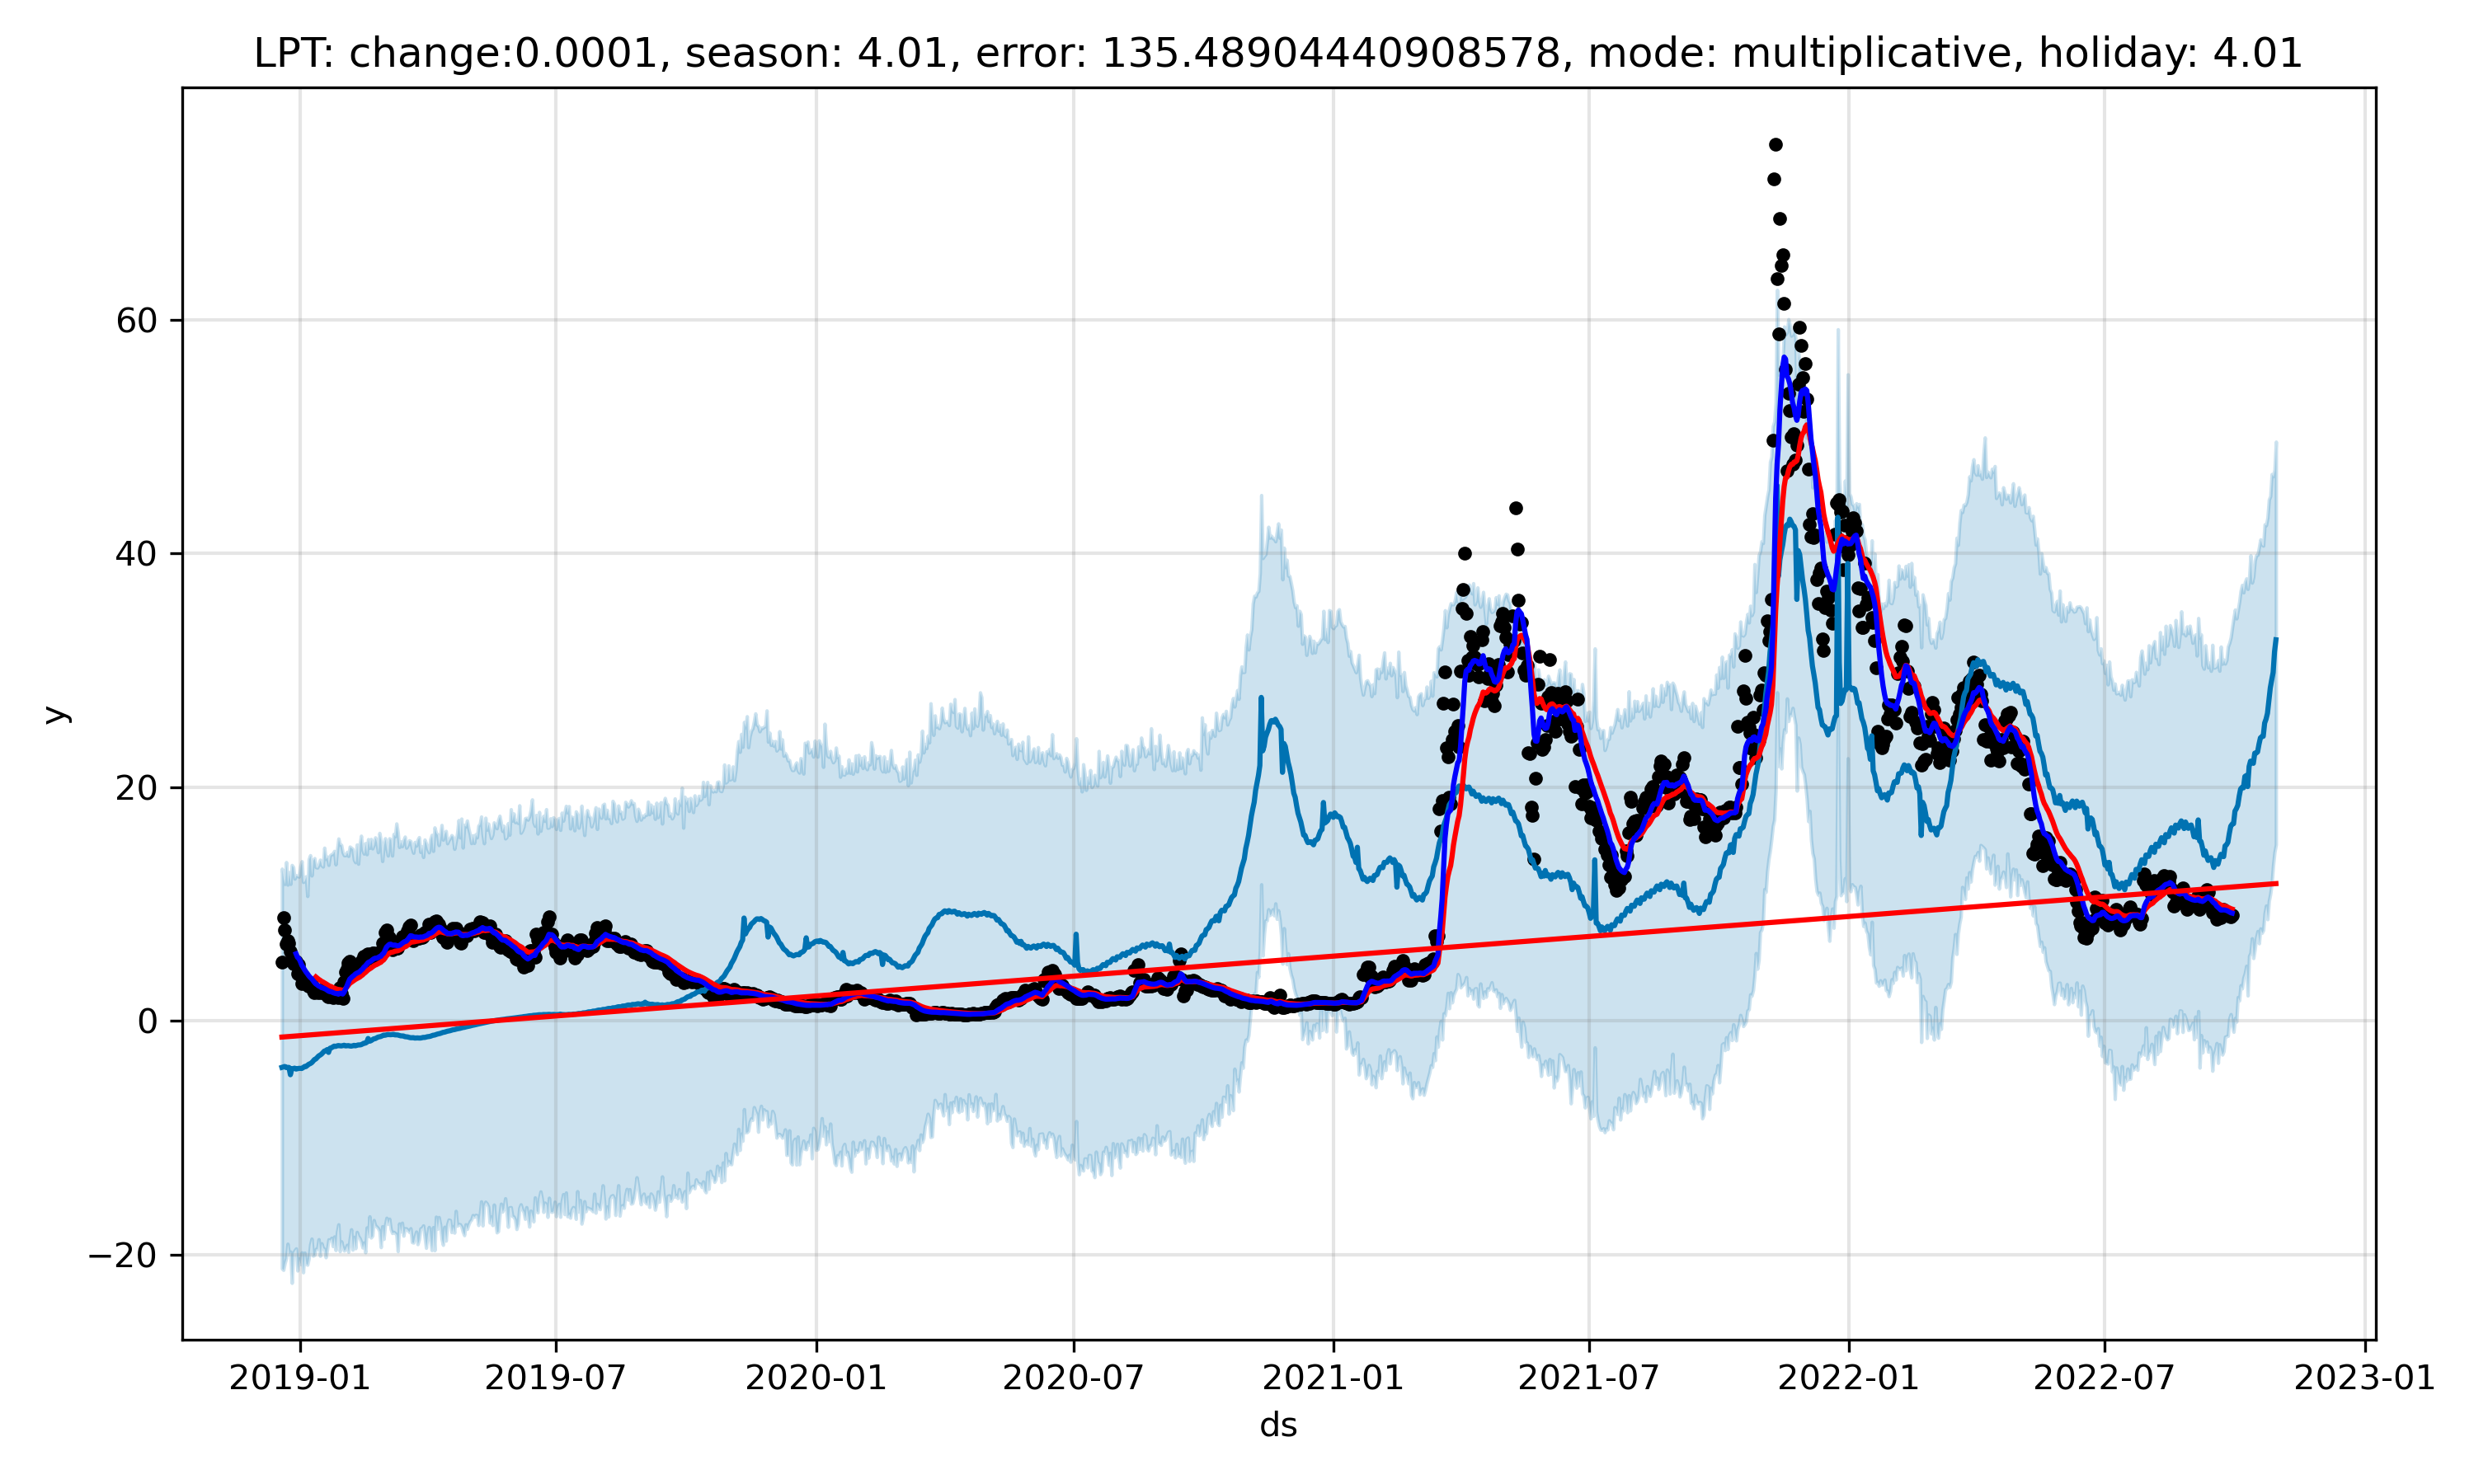 LPT: change:0.0001, season: 4.01, error: 135.48904440908578, mode: multiplicative, holiday: 4.01
y
60
40
20
0
−20
2019-01 2019-07 2020-01 2020-07 2021-01 2021-07 2022-01 2022-07 2023-01
ds